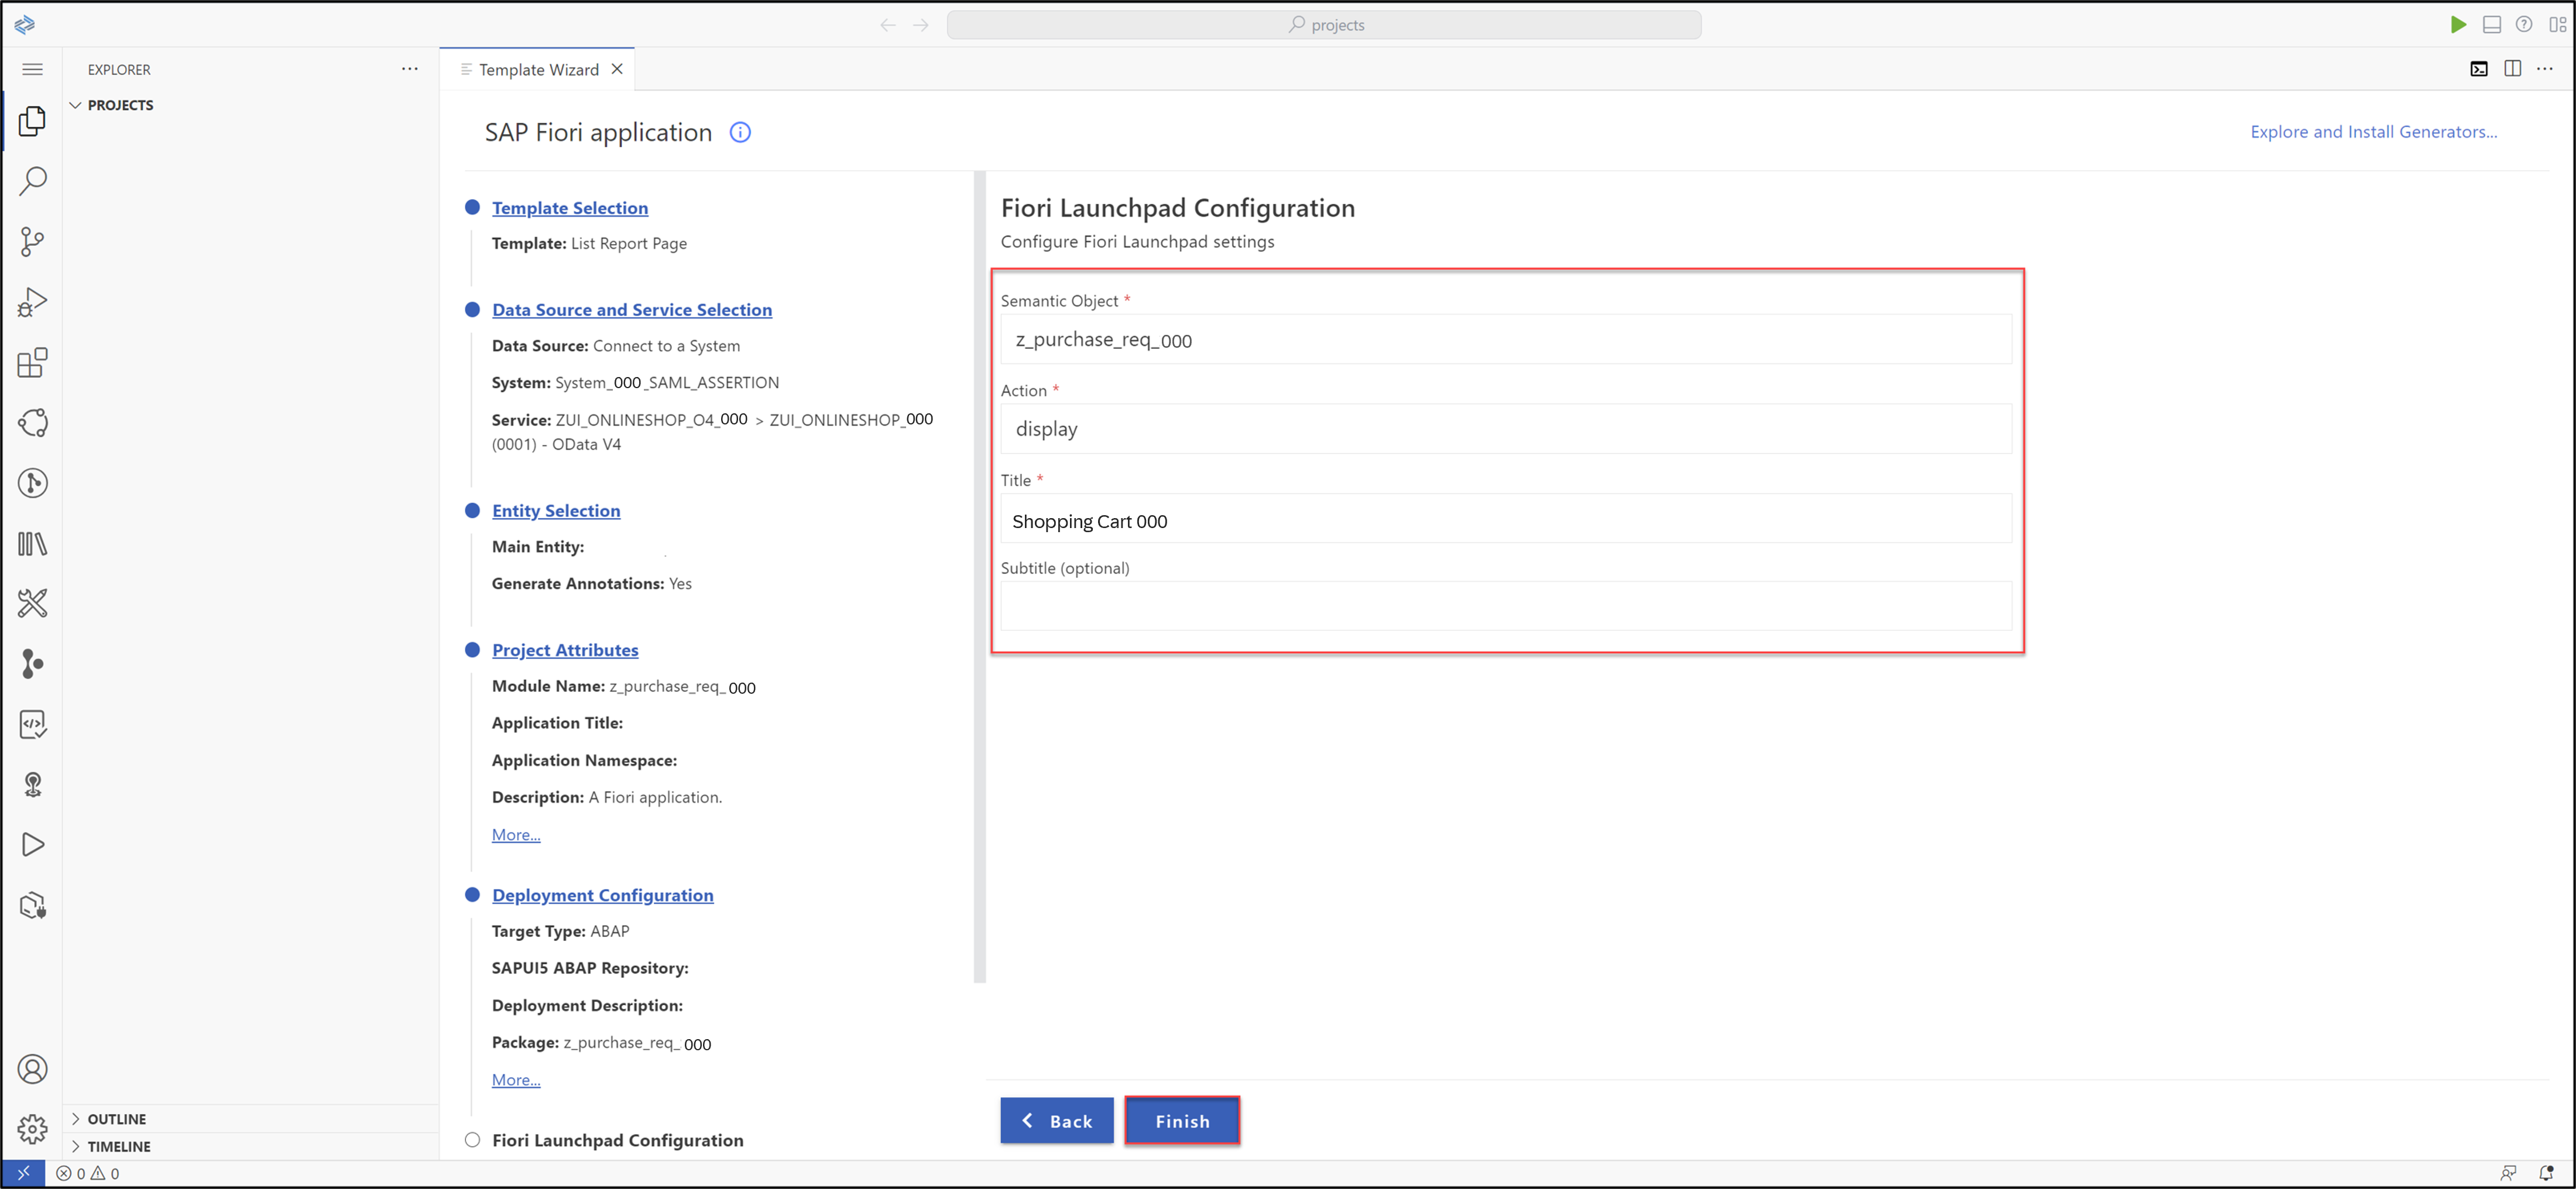 projects
EXPLORER
PROJECTS
Template Wizard
SAP Fiori application
Explore and Install Generators...
Template Selection
Template: List Report Page
Data Source and Service Selection
Data Source: Connect to a System
System: System_000_SAML_ASSERTION
Service: ZUI_ONLINESHOP_O4_000 > ZUI_ONLINESHOP_000
(0001) - OData V4
Entity Selection
Main Entity:
Generate Annotations: Yes
Project Attributes
Module Name: z_purchase_req_000
Application Title:
Application Namespace:
Description: A Fiori application.
More...
Deployment Configuration
Target Type: ABAP
SAPUI5 ABAP Repository:
Deployment Description:
Package: z_purchase_req_000
More...
Fiori Launchpad Configuration
Fiori Launchpad Configuration
Configure Fiori Launchpad settings
Semantic Object *
z_purchase_req_000
Action *
display
Title *
Shopping Cart 000
Subtitle (optional)
Back
Finish
OUTLINE
TIMELINE
0 0